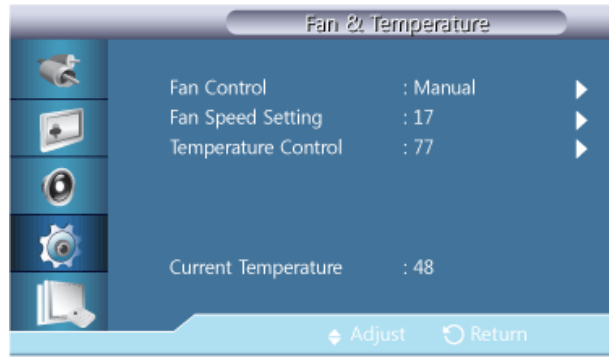 Fan & Temperature
Fan Control : Manual
Fan Speed Setting : 17
Temperature Control : 77
Current Temperature : 48
Adjust Return